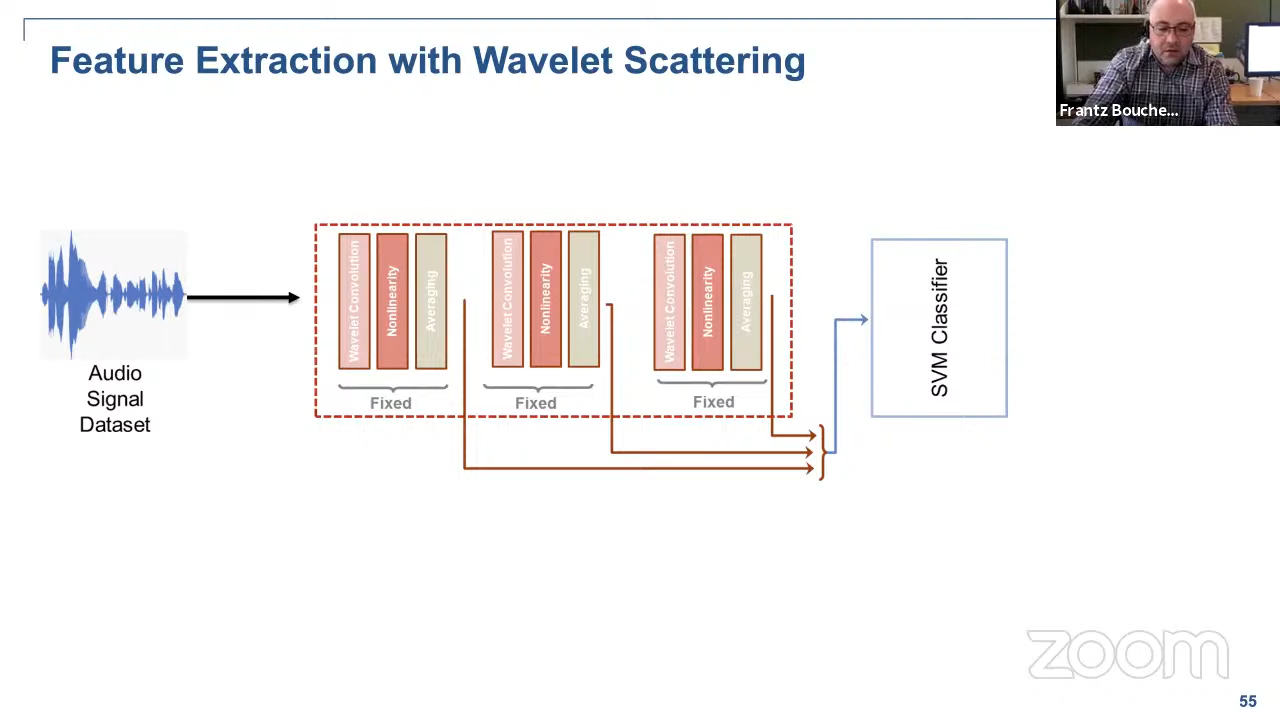 Feature Extraction with Wavelet Scattering
Frantz Bouche...
Wavelet Convolution
Nonlinearity
Averaging
Wavelet Convolution
Nonlinearity
Averaging
Wavelet Convolution
Nonlinearity
Averaging
SVM Classifier
Audio
Signal
Dataset
Fixed
Fixed
Fixed
zoom
55